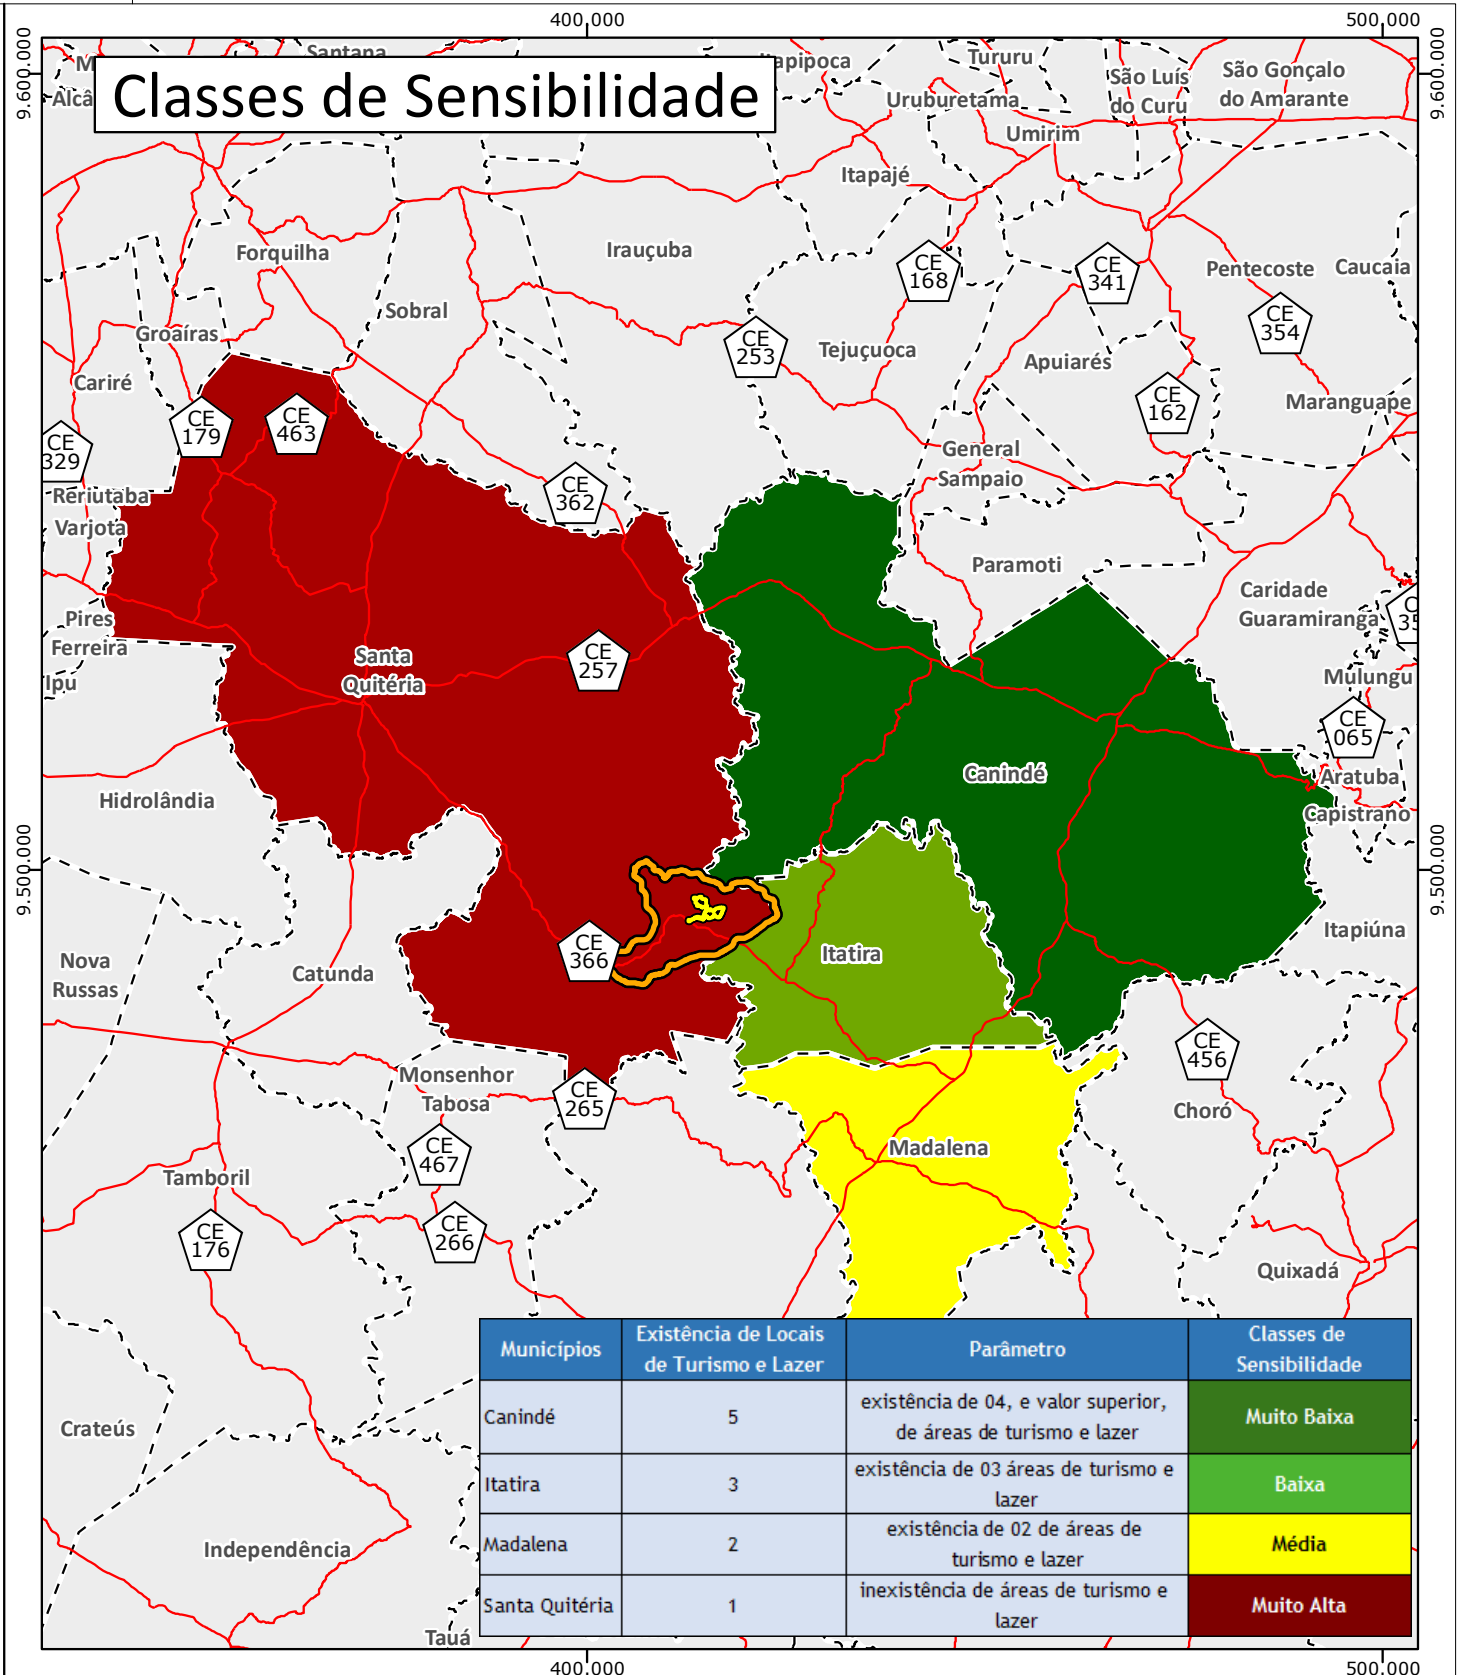 400.000
500.000
9.600.000
9.600.000
Santana
Classes de Sensibilidade
Tururu
São Luís
do Curu
São Gonçalo
do Amarante
Uruburetama
Umirim
Itapajé
Forquilha
Irauçuba
CE
168
CE
341
Pentecoste
Caucaia
Sobral
Groaíras
CE
253
Tejuçuoca
CE
354
Apuiarés
Cariré
CE
162
Maranguape
CE
179
CE
463
CE
329
General
Sampaio
CE
362
Reriutaba
Varjota
Paramoti
Caridade
Guaramiranga
Pires
Ferreira
Santa
Quitéria
CE
257
Ipu
Mulungu
CE
065
Canindé
Aratuba
Hidrolândia
Capistrano
9.500.000
9.500.000
Itapiúna
Itatira
CE
366
Nova
Russas
Catunda
CE
456
Monsenhor
Tabosa
CE
265
Choró
Madalena
CE
467
Tamboril
CE
176
CE
266
Quixadá
Crateús
Independência
Tauá
Municípios
Existência de Locais
de Turismo e Lazer
Parâmetro
Classes de
Sensibilidade
Canindé
5
existência de 04, e valor superior,
de áreas de turismo e lazer
Muito Baixa
Itatira
3
existência de 03 áreas de turismo e
lazer
Baixa
Madalena
2
existência de 02 de áreas de
turismo e lazer
Média
Santa Quitéria
1
inexistência de áreas de turismo e
lazer
Muito Alta
400.000
500.000